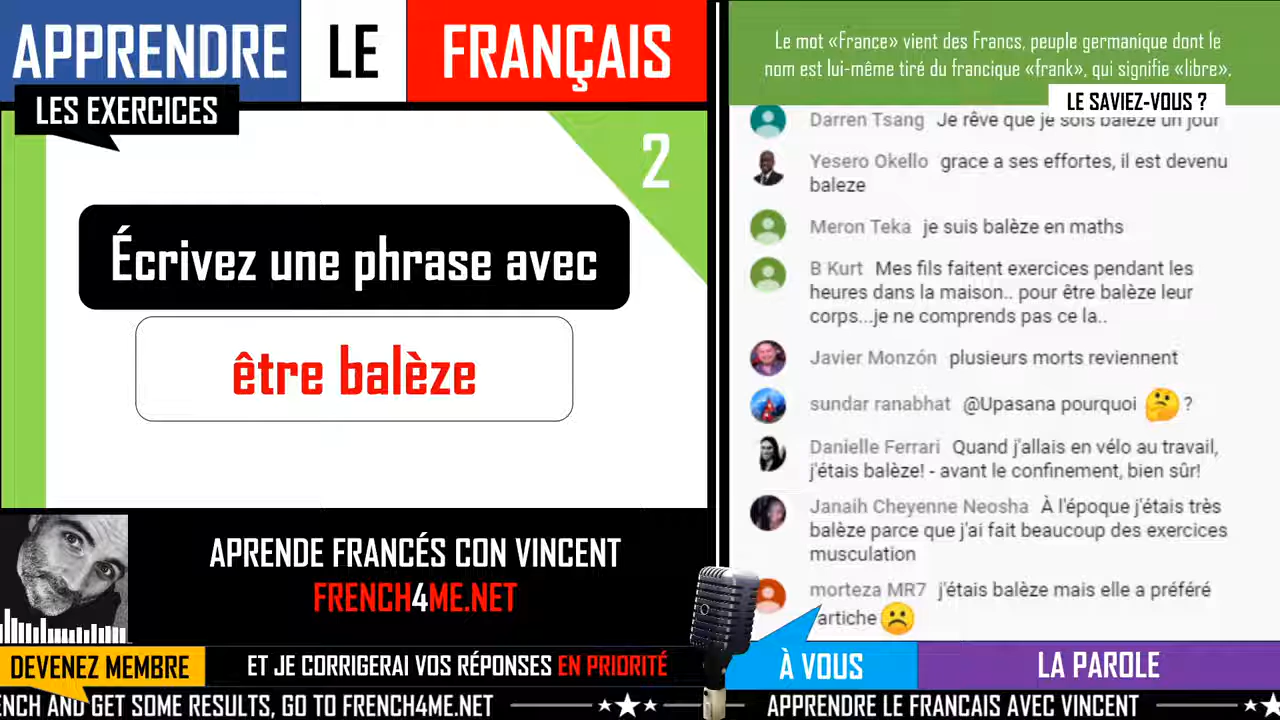 APPRENDRE LE FRANÇAIS
LES EXERCICES
2
Écrivez une phrase avec
être balèze
APRENDE FRANCÉS CON VINCENT
FRENCH4ME.NET
DEVENEZ MEMBRE
ET JE CORRIGERAI VOS RÉPONSES EN PRIORITÉ
Le mot «France» vient des Francs, peuple germanique dont le
nom est lui-même tiré du francique «frank», qui signifie «libre».
LE SAVIEZ-VOUS ?
Darren Tsang Je rêve que je sois balèze un jour
Yesero Okello grace a ses effortes, il est devenu
baleze
Meron Teka je suis balèze en maths
B Kurt Mes fils faitent exercices pendant les
heures dans la maison.. pour être balèze leur
corps...je ne comprends pas ce la..
Javier Monzón plusieurs morts reviennent
sundar ranabhat @Upasana pourquoi 🤔 ?
Danielle Ferrari Quand j'allais en vélo au travail,
j'étais balèze! - avant le confinement, bien sûr!
Janaih Cheyenne Neosha À l'époque j'étais très
balèze parce que j'ai fait beaucoup des exercices
musculation
morteza MR7 j'étais balèze mais elle a préféré
artiche ☹️
À VOUS LA PAROLE
ENCH AND GET SOME RESULTS, GO TO FRENCH4ME.NET
APPRENDRE LE FRANCAIS AVEC VINCENT